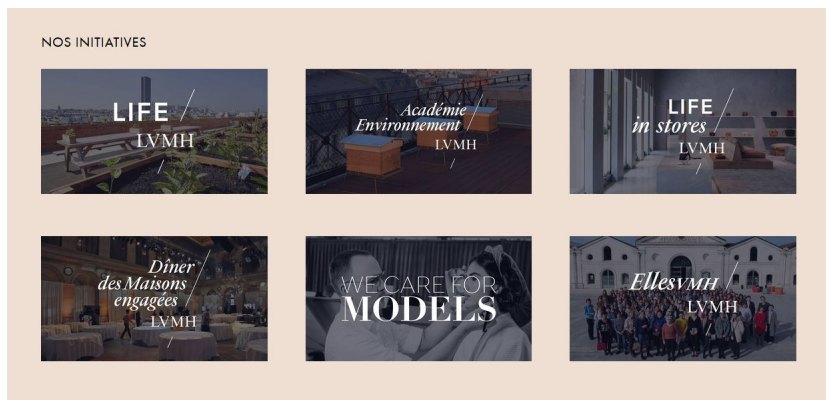 NOS INITIATIVES
LIFE
LVMH
Académie
Environnement
LVMH
LIFE
in stores
LVMH
Dîner
des Maisons
engagées
LVMH
WE CARE FOR
MODELS
EllesVMH
LVMH